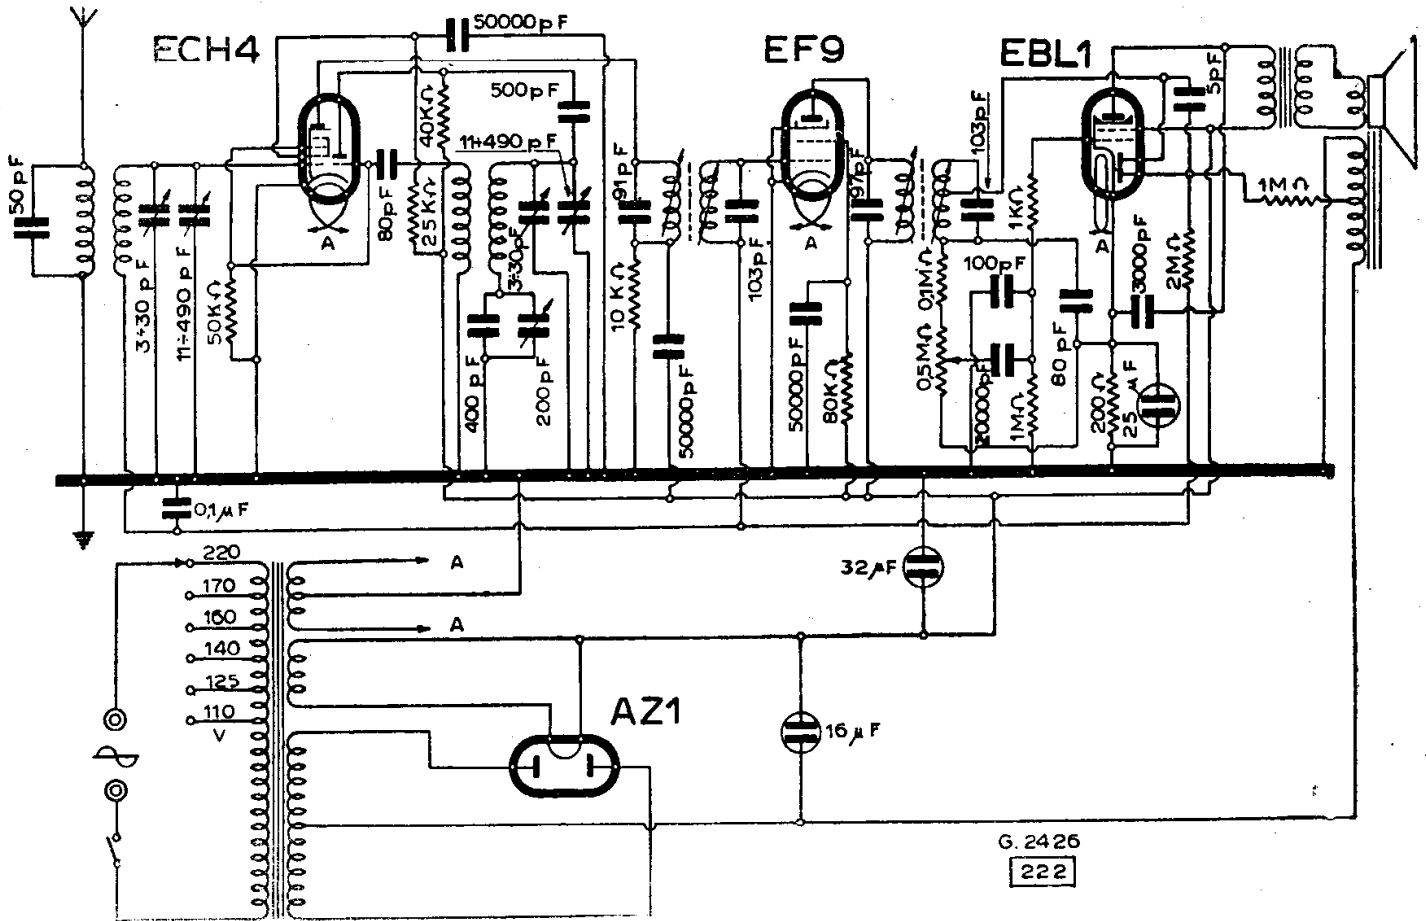 50000pF
ECH4
EF9
EBL1
5pF
500pF
40KΩ
11÷490pF
103pF
50pF
80pF
25KΩ
91pF
97pF
1KΩ
1MΩ
A
A
A
3÷30pF
11÷490pF
50KΩ
3÷30pF
10KΩ
103pF
100pF
0,1MΩ
3000pF
2MΩ
400pF
200pF
50000pF
50000pF
80KΩ
0,5MΩ
20000pF
1MΩ
80pF
200Ω
25μF
0,1μF
220
170
160
140
125
110
V
A
A
32μF
AZ1
16μF
G.2426
222